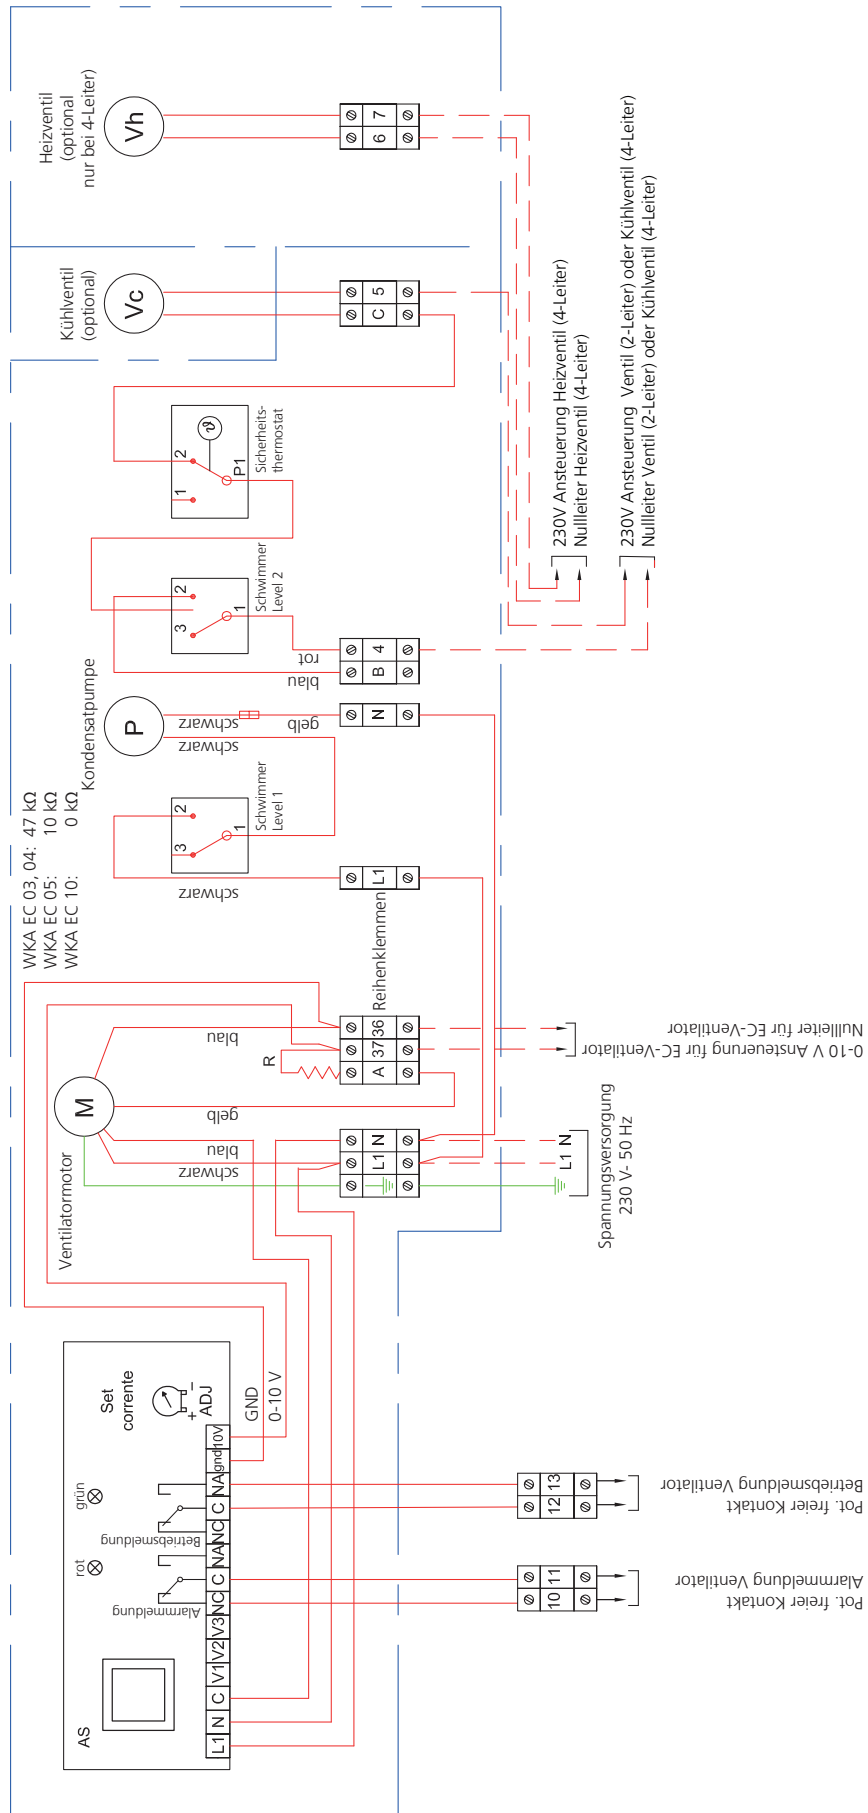 Heizventil
(optional
nur bei 4-Leiter)
Vh
7
6
Kühlventil
(optional)
Vc
5
C
230V Ansteuerung Heizventil (4-Leiter)
Nullleiter Heizventil (4-Leiter)
230V Ansteuerung Ventil (2-Leiter) oder Kühlventil (4-Leiter)
Nullleiter Ventil (2-Leiter) oder Kühlventil (4-Leiter)
2
1
P1
ϑ
Sicherheits-
thermostat
2
3
1
Schwimmer
Level 2
rot
blau
4
B
Kondensatpumpe
P
schwarz
schwarz
gelb
N
WKA EC 03, 04: 47 kΩ
WKA EC 05: 10 kΩ
WKA EC 10: 0 kΩ
2
3
1
Schwimmer
Level 1
schwarz
L1
Reihenklemmen
36
37
A
R
blau
gelb
blau
schwarz
M
Ventilatormotor
N
L1
Nullleiter für EC-Ventilator
0-10 V Ansteuerung für EC-Ventilator
L1 N
Spannungsversorgung
230 V- 50 Hz
Set
corrente
+
−
ADJ
GND
0-10 V
grün
Betriebsmeldung
rot
Alarmmeldung
AS
L1 N C V1 V2 V3 NC C NA NC C NA gnd 10V
13
12
Pot. freier Kontakt
Betriebsmeldung Ventilator
11
10
Pot. freier Kontakt
Alarmmeldung Ventilator